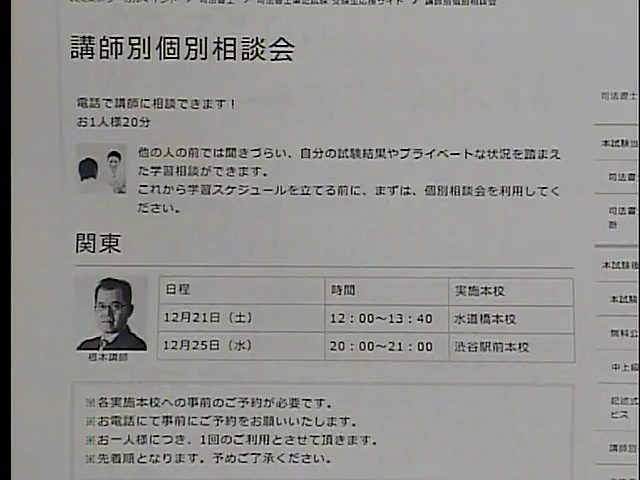 講師別個別相談会
電話で講師に相談できます！
お1人様20分
他の人の前では聞きづらい、自分の試験結果やプライベートな状況を踏まえ
た学習相談ができます。
これから学習スケジュールを立てる前に、まずは、個別相談会を利用してく
ださい。
関東
日程 時間 実施本校
12月21日（土） 12：00～13：40 水道橋本校
12月25日（水） 20：00～21：00 渋谷駅前本校
根本講師
※各実施本校への事前のご予約が必要です。
※お電話にて事前にご予約をお願いいたします。
※お一人様につき、1回のご利用とさせて頂きます。
※先着順となります。予めご了承ください。
司法書士
本試験当
司法書
司法書
断
本試験後
本試験
無料公
記述式
ビス
講師別